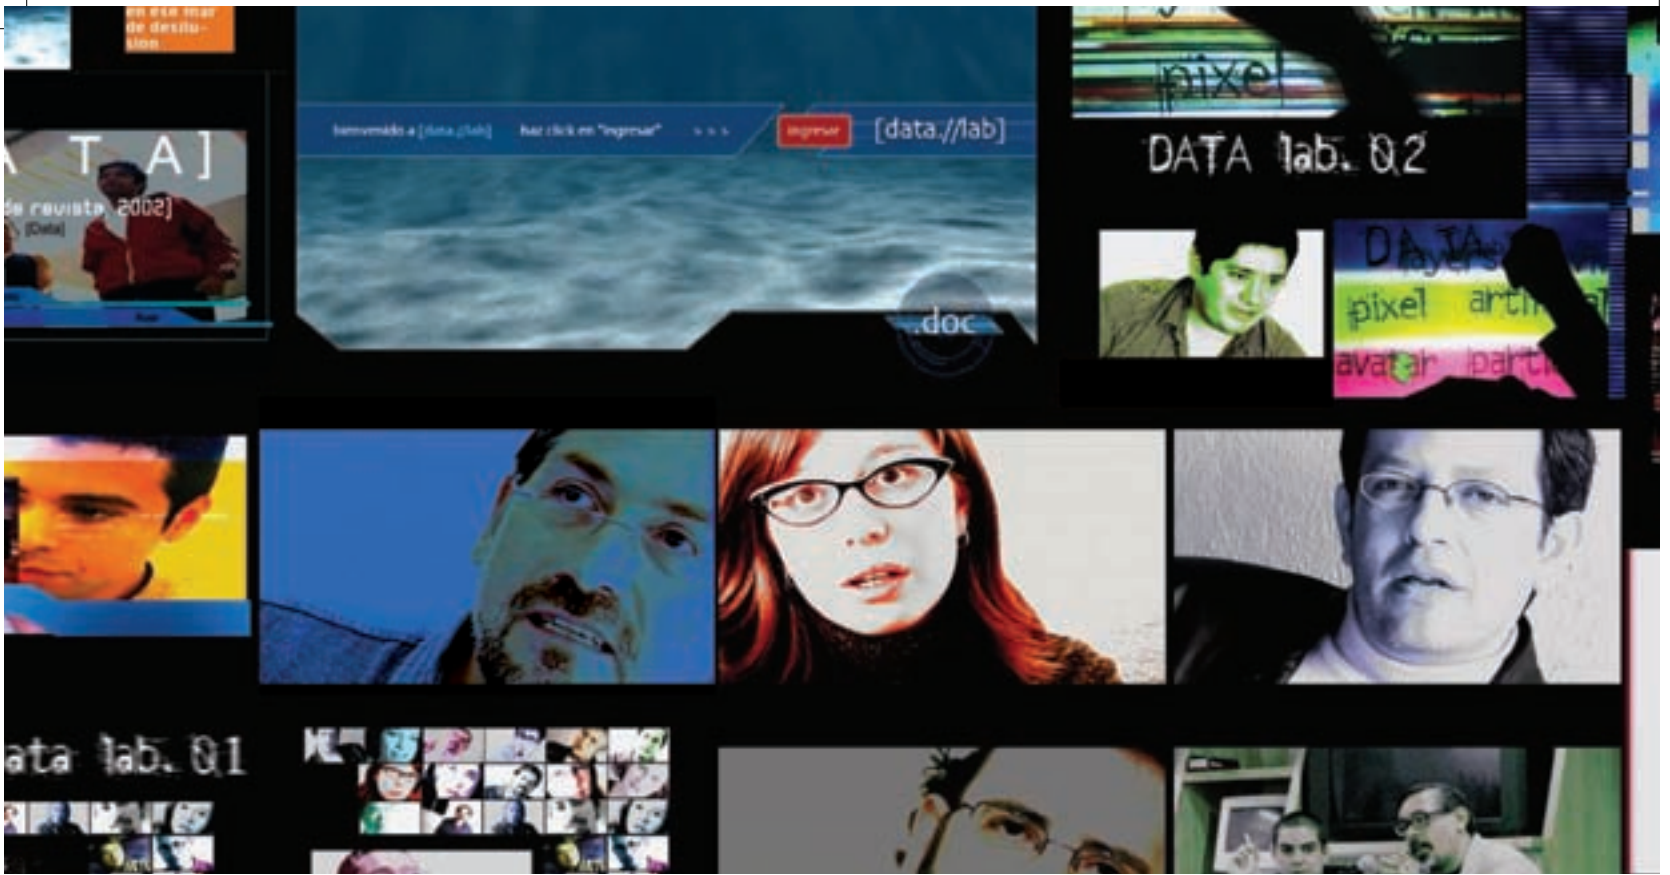 en ese mar
de desilu-
sion.
A T A]
de revista, 2002]
[Data]
bienvenido a [data.//lab] haz click en "ingresar" > > > ingresar [data.//lab]
.doc
pixel
DATA lab. 02
DATA
pixel
avatar
ata lab. 01